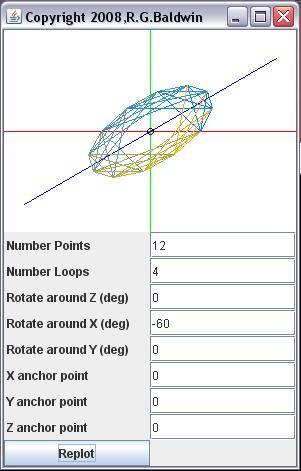 Copyright 2008,R.G.Baldwin
Number Points 12
Number Loops 4
Rotate around Z (deg) 0
Rotate around X (deg) -60
Rotate around Y (deg) 0
X anchor point 0
Y anchor point 0
Z anchor point 0
Replot